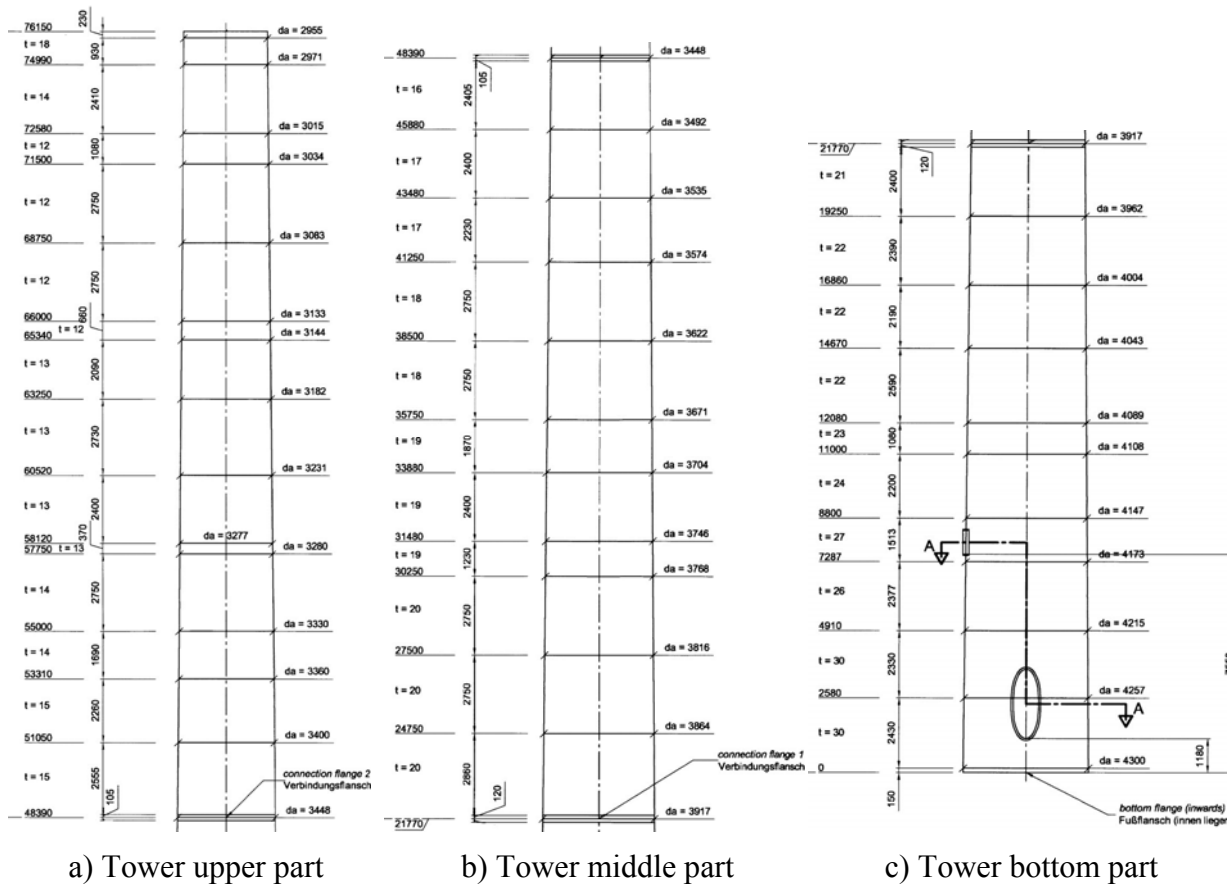 76150
230
da = 2955
t = 18
930
74990
da = 2971
t = 14
2410
72580
da = 3015
t = 12
1080
71500
da = 3034
t = 12
2750
68750
da = 3083
t = 12
2750
66000
da = 3133
660
t = 12
65340
da = 3144
t = 13
2090
63250
da = 3182
t = 13
2730
60520
da = 3231
t = 13
2400
58120
370
da = 3277
57750
t = 13
da = 3280
t = 14
2750
55000
da = 3330
t = 14
1690
53310
da = 3360
t = 15
2260
51050
da = 3400
t = 15
2555
connection flange 2
Verbindungsflansch
105
48390
da = 3448
a) Tower upper part
48390
da = 3448
105
t = 16
2405
45880
da = 3492
t = 17
2400
43480
da = 3535
t = 17
2230
41250
da = 3574
t = 18
2750
38500
da = 3622
t = 18
2750
35750
da = 3671
t = 19
1870
33880
da = 3704
t = 19
2400
31480
da = 3746
t = 19
1230
30250
da = 3768
t = 20
2750
27500
da = 3816
t = 20
2750
24750
da = 3864
t = 20
2860
connection flange 1
Verbindungsflansch
120
21770
da = 3917
b) Tower middle part
da = 3917
21770
120
t = 21
2400
19250
da = 3962
t = 22
2390
16860
da = 4004
t = 22
2190
14670
da = 4043
t = 22
2590
12080
da = 4089
t = 23
1080
11000
da = 4108
t = 24
2200
8800
da = 4147
t = 27
1513
A
7287
da = 4173
t = 26
2377
4910
da = 4215
t = 30
2330
2580
da = 4257
A
t = 30
2430
1180
0
da = 4300
150
bottom flange (inwards)
Fußflansch (innen lieger
c) Tower bottom part